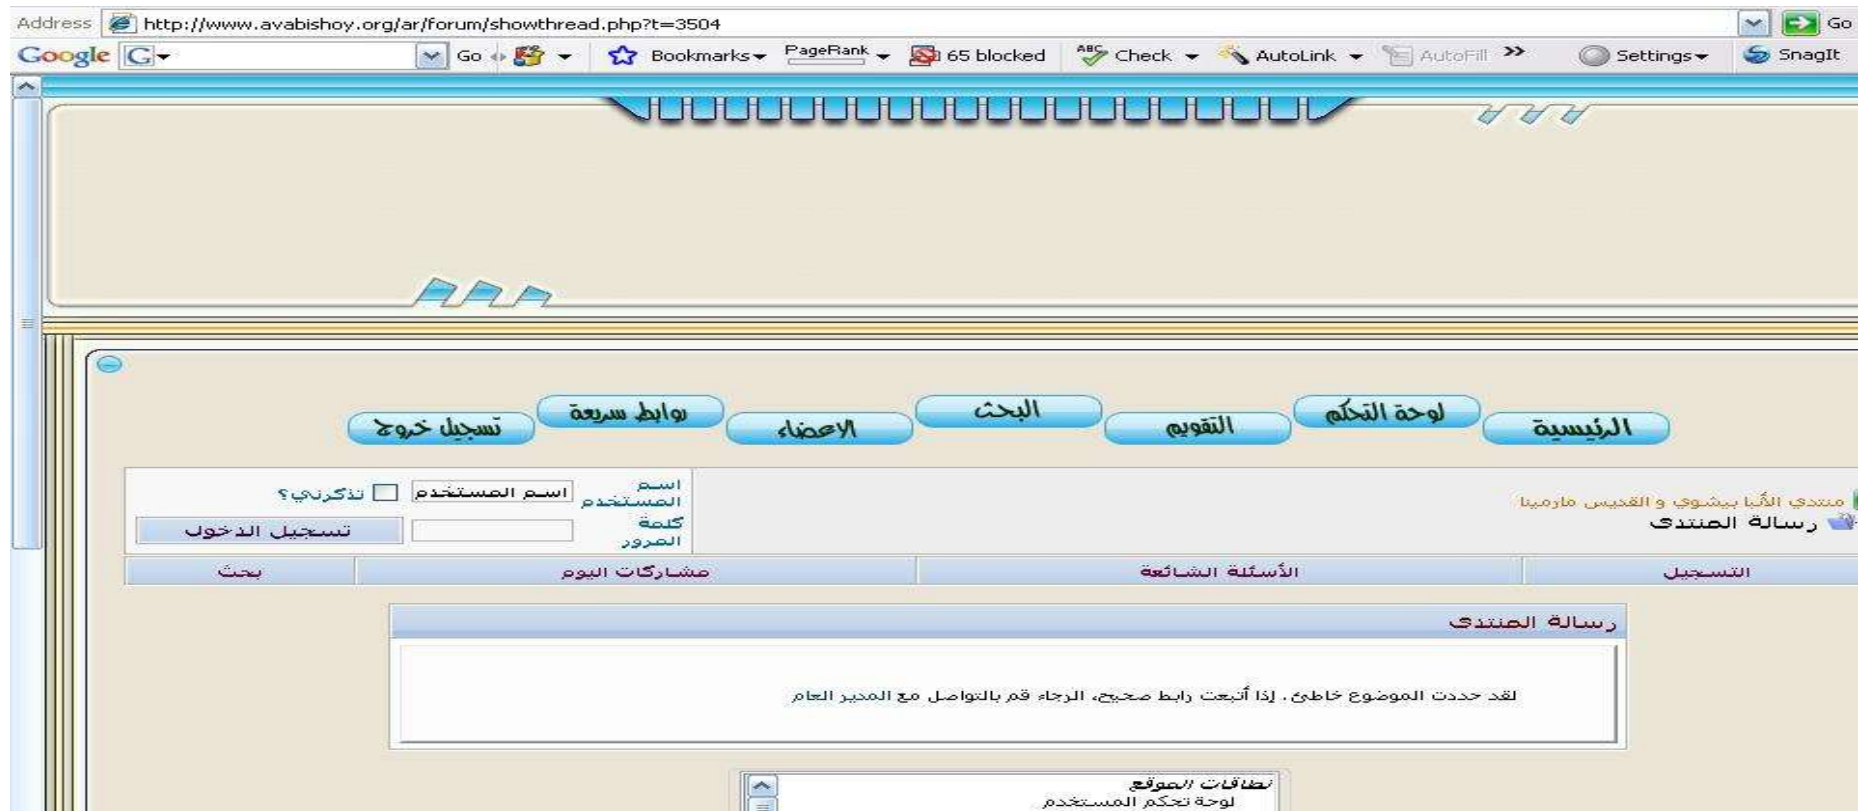 Address http://www.avabishoy.org/ar/forum/showthread.php?t=3504 Go
Google G Go Bookmarks PageRank 65 blocked ABC Check AutoLink AutoFill » Settings SnagIt
الرئيسية لوحة التحكم التقويم البحث الاعضاء روابط سريعة تسجيل خروج
منتدى الأنبا بيشوي و القديس مارمينا
رسالة المنتدى
اسم المستخدم اسم المستخدم تذكرني؟
كلمة المرور تسجيل الدخول
التسجيل الأسئلة الشائعة مشاركات اليوم بحث
رسالة المنتدى
لقد حددت الموضوع خاطئ. إذا أتبعت رابط صحيح، الرجاء قم بالتواصل مع المدير العام
نطاقات الموقع
لوحة تحكم المستخدم